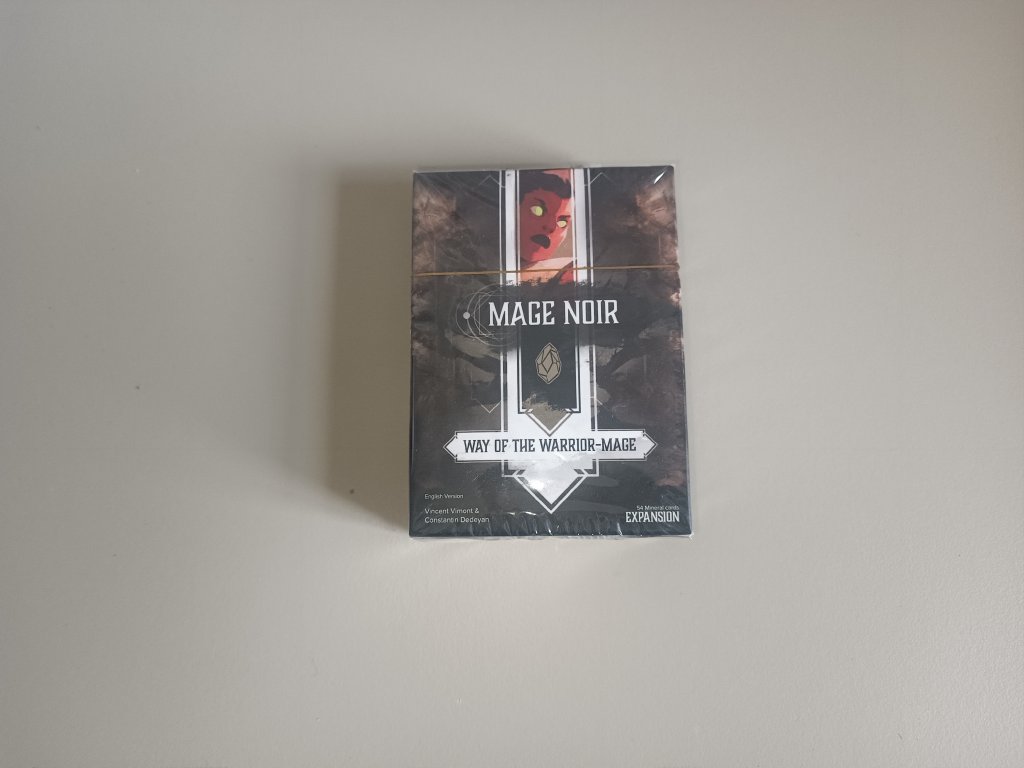 MAGE NOIR
WAY OF THE WARRIOR-MAGE
English Version
Vincent Vimont &
Constantin Dedeyan
54 Mineral cards
EXPANSION